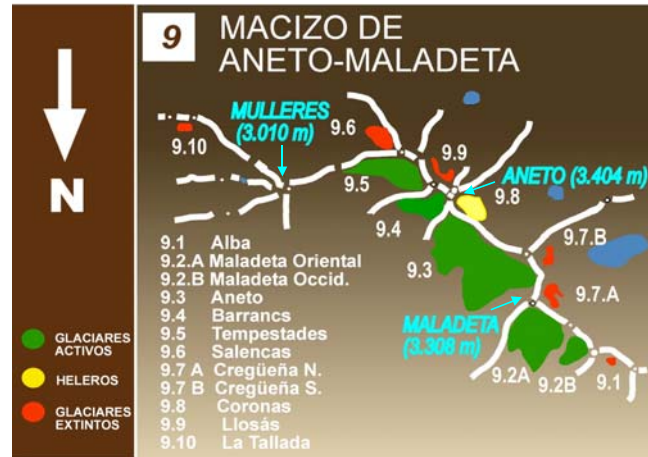 9
MACIZO DE
ANETO-MALADETA
N
GLACIARES
ACTIVOS
HELEROS
GLACIARES
EXTINTOS
MULLERES
(3.010 m)
9.6
9.10
9.9
ANETO (3.404 m)
9.5
9.8
9.4
9.7.B
9.3
9.7.A
MALADETA
(3.308 m)
9.2A
9.2B
9.1
9.1 Alba
9.2.A Maladeta Oriental
9.2.B Maladeta Occid.
9.3 Aneto
9.4 Barrancs
9.5 Tempestades
9.6 Salencas
9.7 A Cregüeña N.
9.7 B Cregüeña S.
9.8 Coronas
9.9 Llosás
9.10 La Tallada